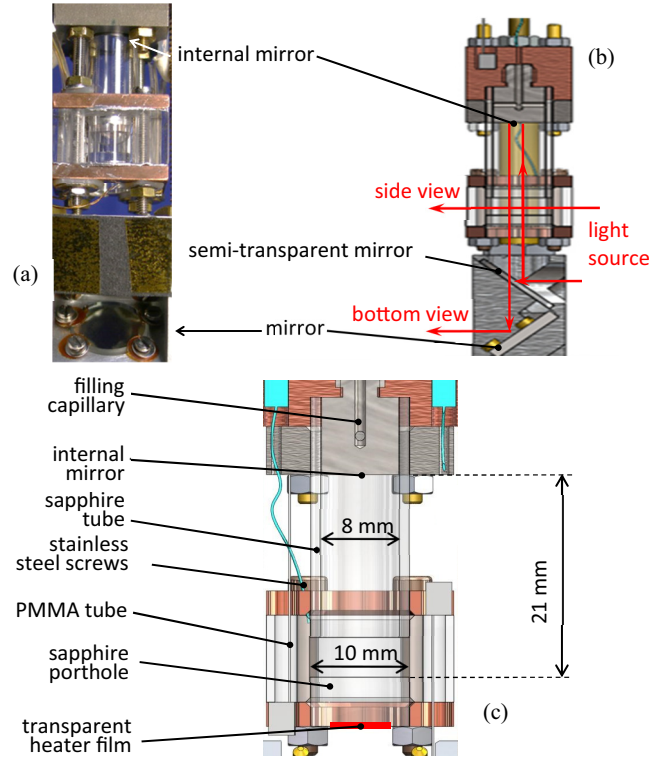 internal mirror
(b)
side view
light
source
semi-transparent mirror
(a)
bottom view
mirror
filling
capillary
internal
mirror
sapphire
tube
8 mm
stainless
steel screws
21 mm
PMMA tube
sapphire
porthole
10 mm
(c)
transparent
heater film